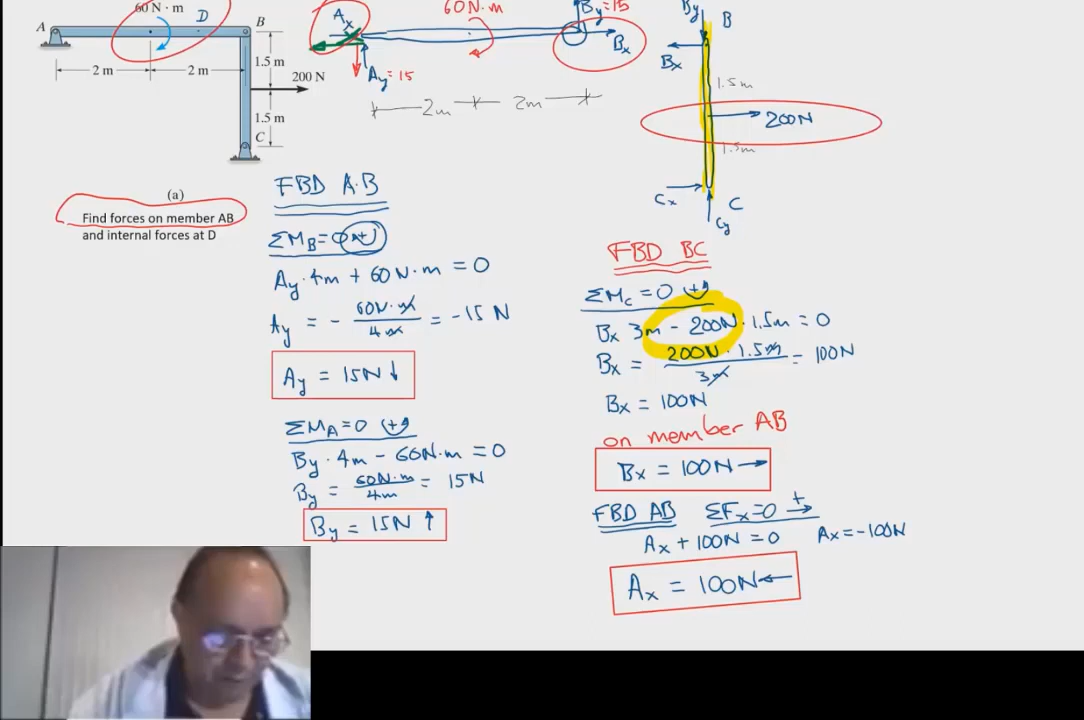 60 N · m
D
A
B
2 m
2 m
1.5 m
200 N
1.5 m
C
(a)
Find forces on member AB
and internal forces at D
Ax
60 N·m
By=15
Bx
Ay=15
2m
2m
By
B
Bx
1.5m
200N
1.5m
Cx
C
Cy
FBD A·B
Ay·4m + 60N·m = 0
Ay = - 60N·m / 4m = -15 N
Ay = 15N ↓
ΣMA=0 (+
By·4m - 60N·m = 0
By = 60N·m / 4m = 15N
By = 15N ↑
FBD BC
ΣMc=0 (+
Bx 3m - 200N·1.5m = 0
Bx = 200N·1.5m / 3m = 100N
Bx = 100N
on member AB
Bx = 100N →
FBD AB ΣFx=0 + →
Ax + 100N = 0 Ax=-100N
Ax = 100N ←